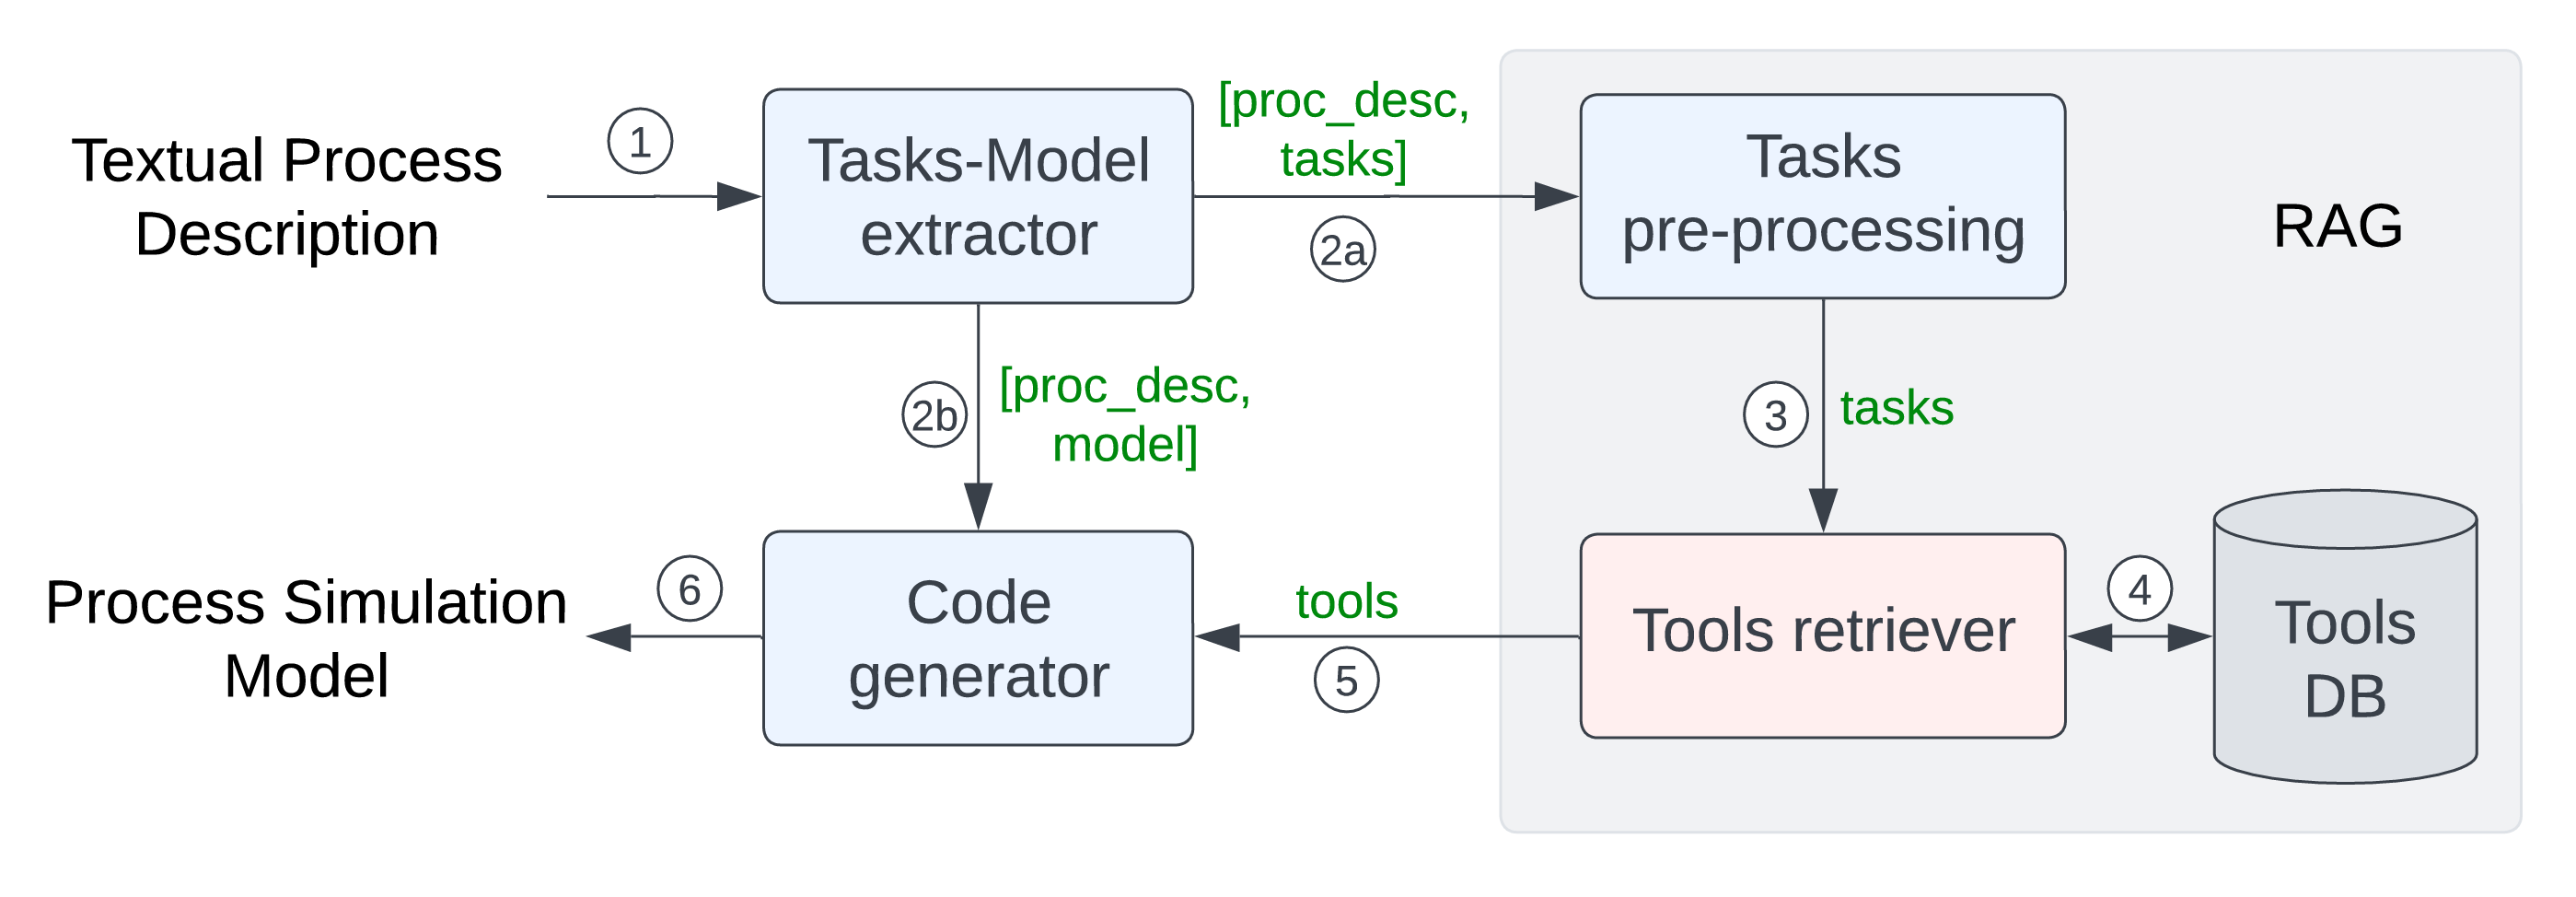 Textual Process
Description
1
Tasks-Model
extractor
[proc_desc,
tasks]
2a
Tasks
pre-processing
RAG
2b
[proc_desc,
model]
3
tasks
Process Simulation
Model
6
Code
generator
tools
5
Tools retriever
4
Tools
DB